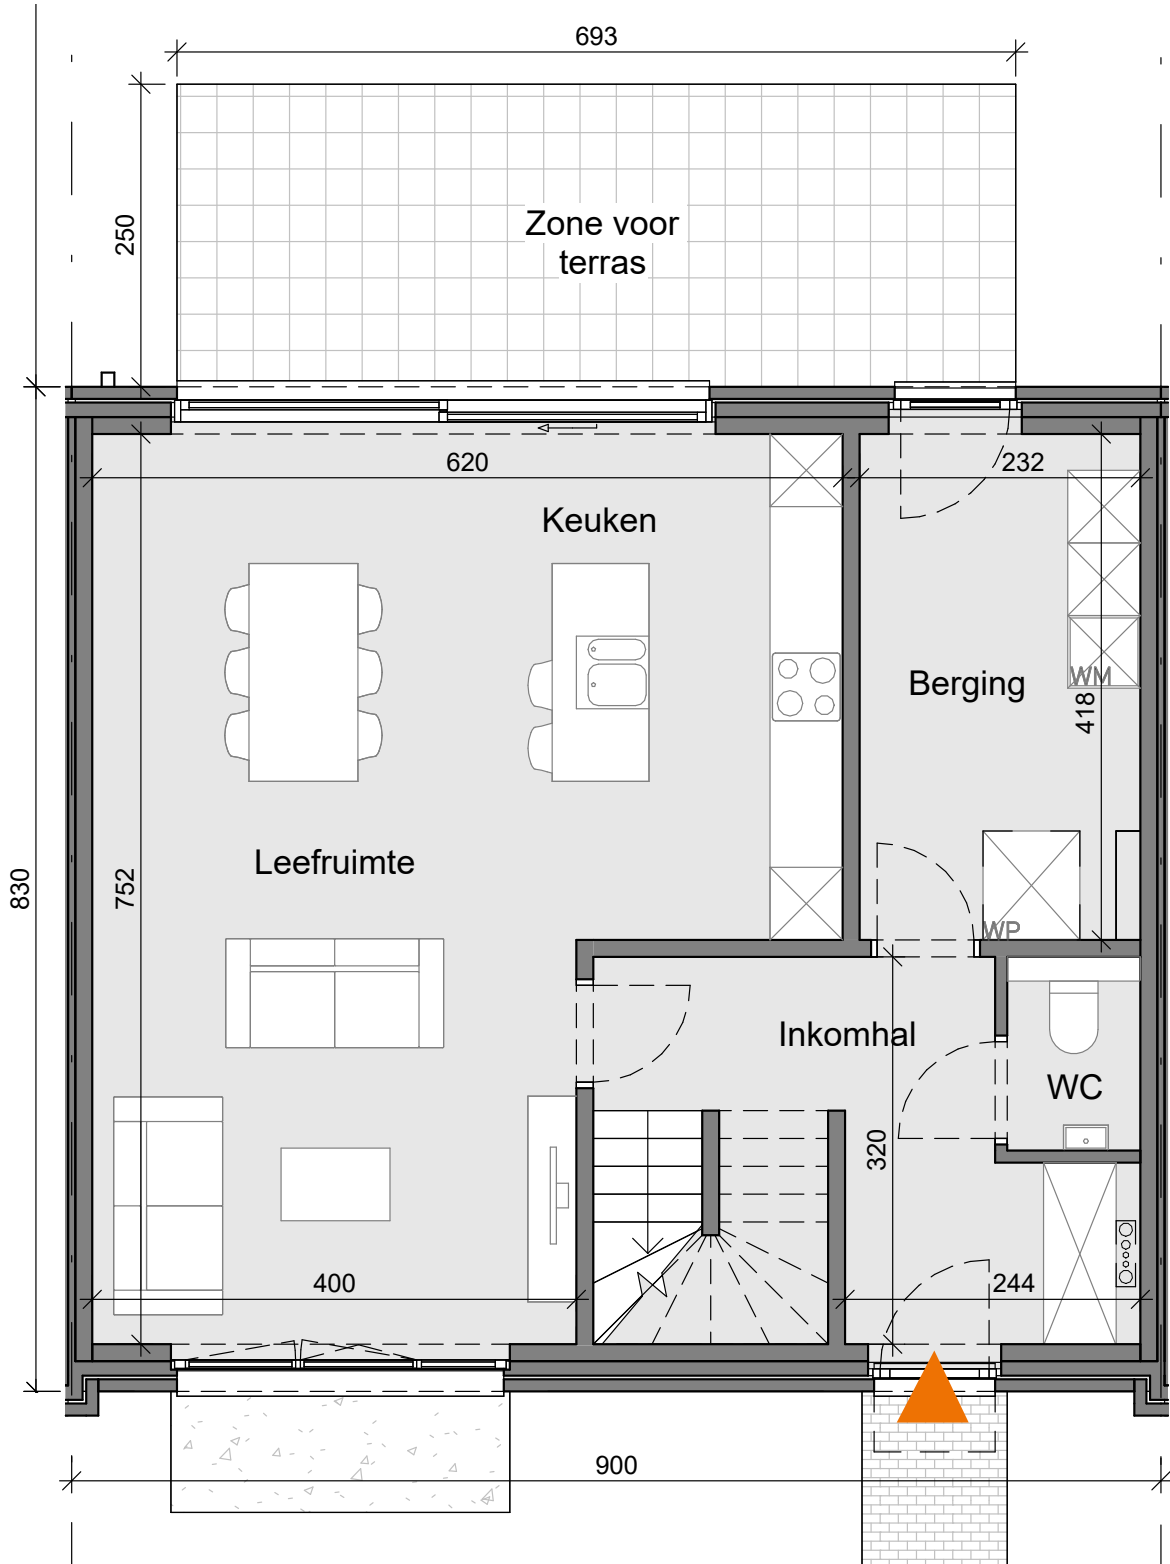 693
250
Zone voor
terras
620
232
Keuken
WM
Berging
418
Leefruimte
830
752
WP
Inkomhal
WC
320
400
244
900